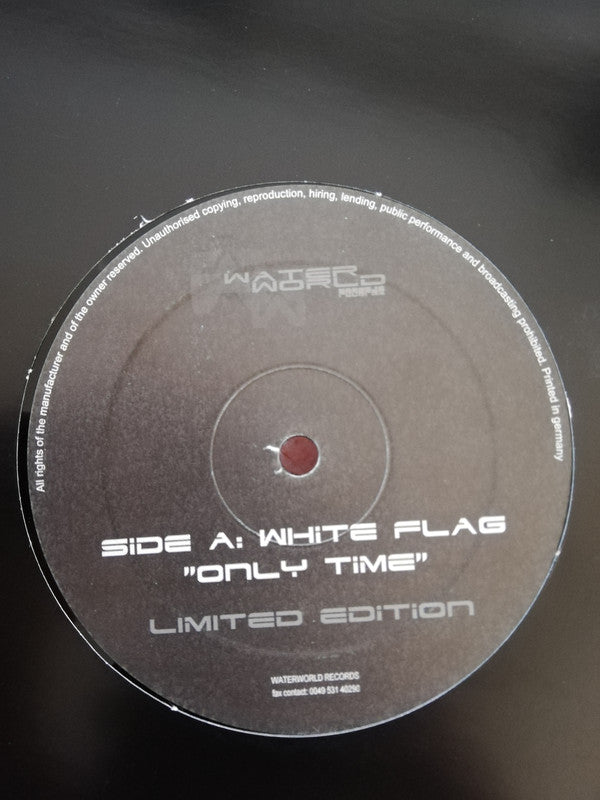 All rights of the manufacturer and of the owner reserved. Unauthorised copying, reproduction, hiring, lending, public performance and broadcasting prohibited. Printed in germany
WATER
WORLD
RECORDS
SIDE A: WHITE FLAG
"ONLY TIME"
LIMITED EDITION
WATERWORLD RECORDS
fax contact: 0049 531 40250